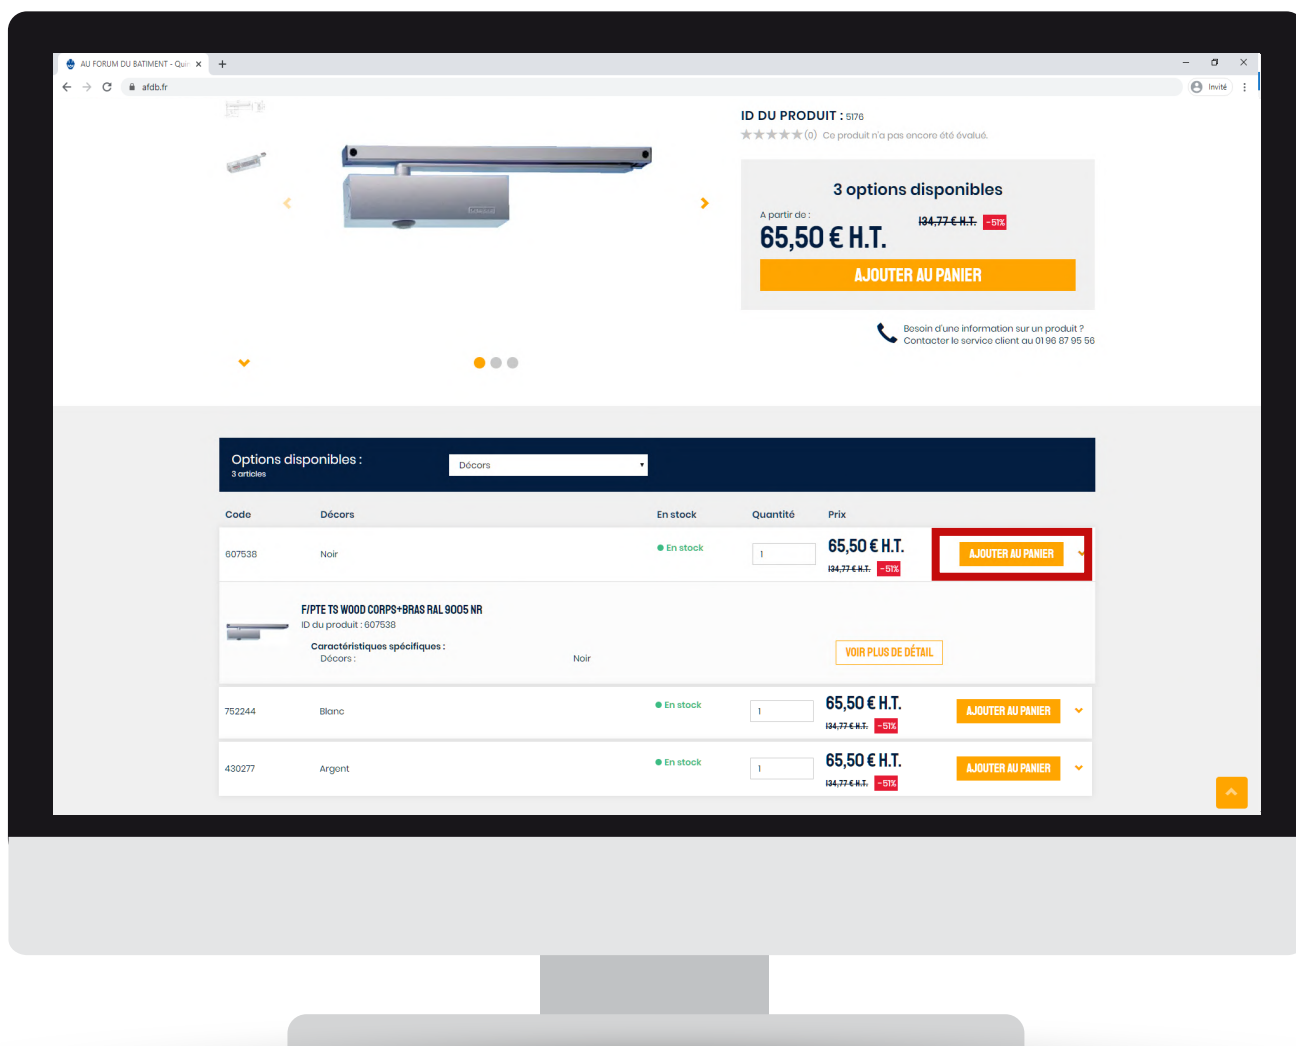 AU FORUM DU BATIMENT - Quin
afdb.fr
Invité
ID DU PRODUIT : 5176
(0) Ce produit n'a pas encore été évalué.
3 options disponibles
A partir de :
134,77 € H.T. -51%
65,50 € H.T.
AJOUTER AU PANIER
Besoin d'une information sur un produit ?
Contacter le service client au 01 96 87 95 56
Options disponibles :
3 articles
Décors
Code Décors En stock Quantité Prix
607538 Noir En stock 1 65,50 € H.T. AJOUTER AU PANIER
134,77 € H.T. -51%
F/PTE TS WOOD CORPS+BRAS RAL 9005 NR
ID du produit : 607538
Caractéristiques spécifiques :
Décors : Noir
VOIR PLUS DE DÉTAIL
752244 Blanc En stock 1 65,50 € H.T. AJOUTER AU PANIER
134,77 € H.T. -51%
430277 Argent En stock 1 65,50 € H.T. AJOUTER AU PANIER
134,77 € H.T. -51%